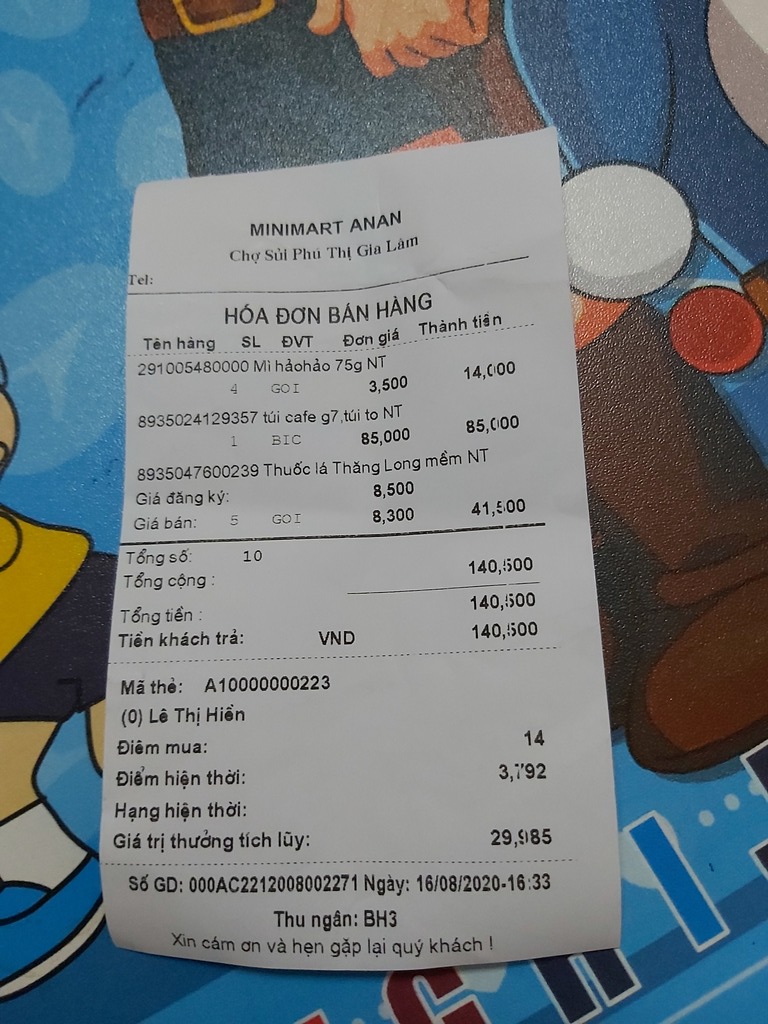 MINIMART ANAN
Chợ Sủi Phú Thị Gia Lâm
Tel:
HÓA ĐƠN BÁN HÀNG
Tên hàng SL ĐVT Đơn giá Thành tiền
291005480000 Mì hảohảo 75g NT
4 GOI 3,500 14,000
8935024129357 túi cafe g7,túi to NT
1 BIC 85,000 85,000
8935047600239 Thuốc lá Thăng Long mềm NT
Giá đăng ký: 8,500
Giá bán: 5 GOI 8,300 41,500
Tổng số: 10
Tổng cộng : 140,500
Tổng tiền : 140,500
Tiền khách trả: VND 140,500
Mã thẻ: A10000000223
(0) Lê Thị Hiền
Điểm mua: 14
Điểm hiện thời: 3,792
Hạng hiện thời:
Giá trị thưởng tích lũy: 29,985
Số GD: 000AC2212008002271 Ngày: 16/08/2020-16:33
Thu ngân: BH3
Xin cám ơn và hẹn gặp lại quý khách !